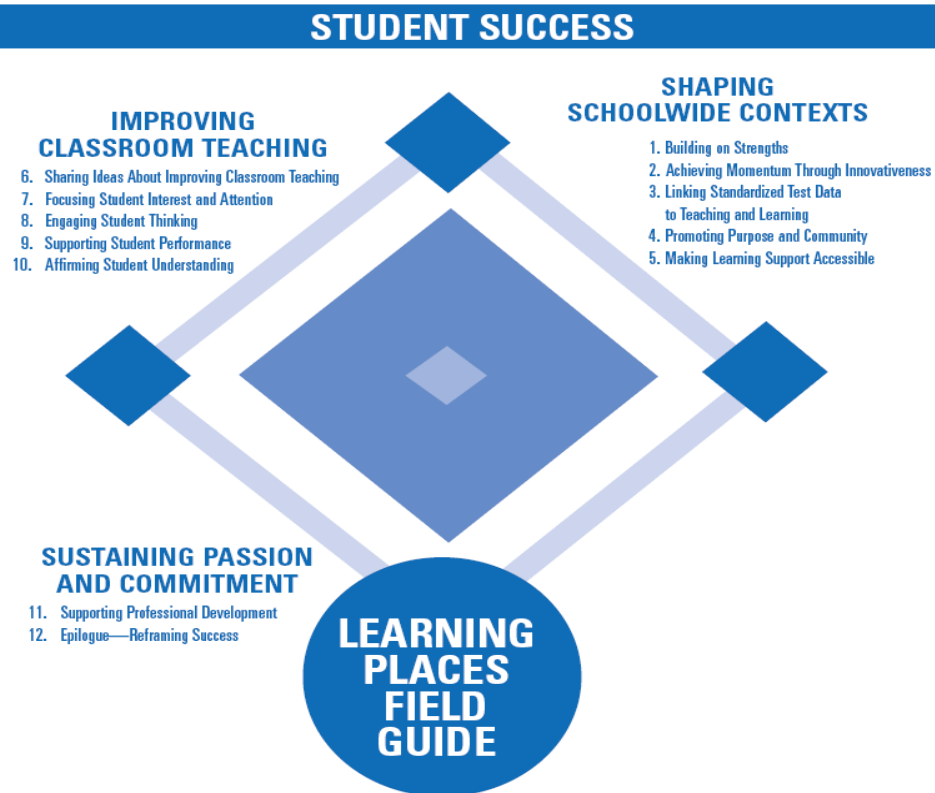 STUDENT SUCCESS
IMPROVING
CLASSROOM TEACHING
6. Sharing Ideas About Improving Classroom Teaching
7. Focusing Student Interest and Attention
8. Engaging Student Thinking
9. Supporting Student Performance
10. Affirming Student Understanding
SHAPING
SCHOOLWIDE CONTEXTS
1. Building on Strengths
2. Achieving Momentum Through Innovativeness
3. Linking Standardized Test Data
to Teaching and Learning
4. Promoting Purpose and Community
5. Making Learning Support Accessible
SUSTAINING PASSION
AND COMMITMENT
11. Supporting Professional Development
12. Epilogue—Reframing Success
LEARNING
PLACES
FIELD
GUIDE